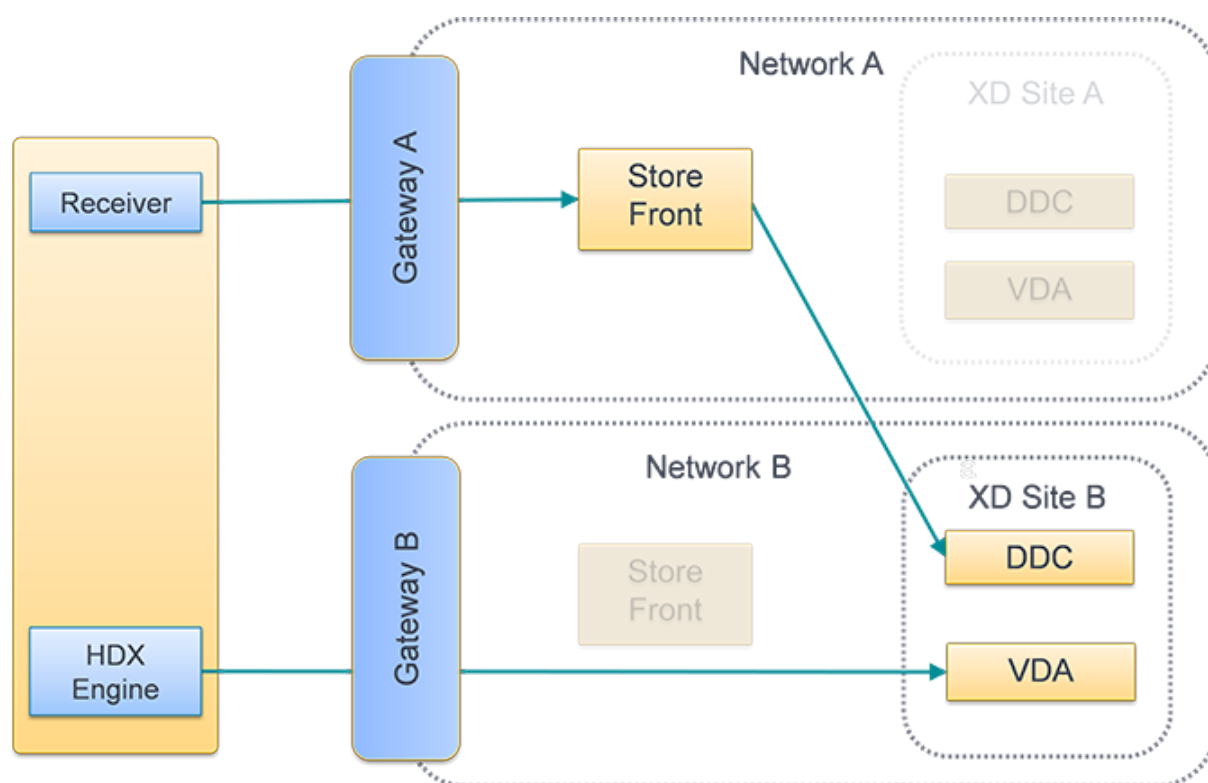 Network A
XD Site A
Gateway A
Receiver
Store
Front
DDC
VDA
Network B
XD Site B
Gateway B
Store
Front
DDC
HDX
Engine
VDA